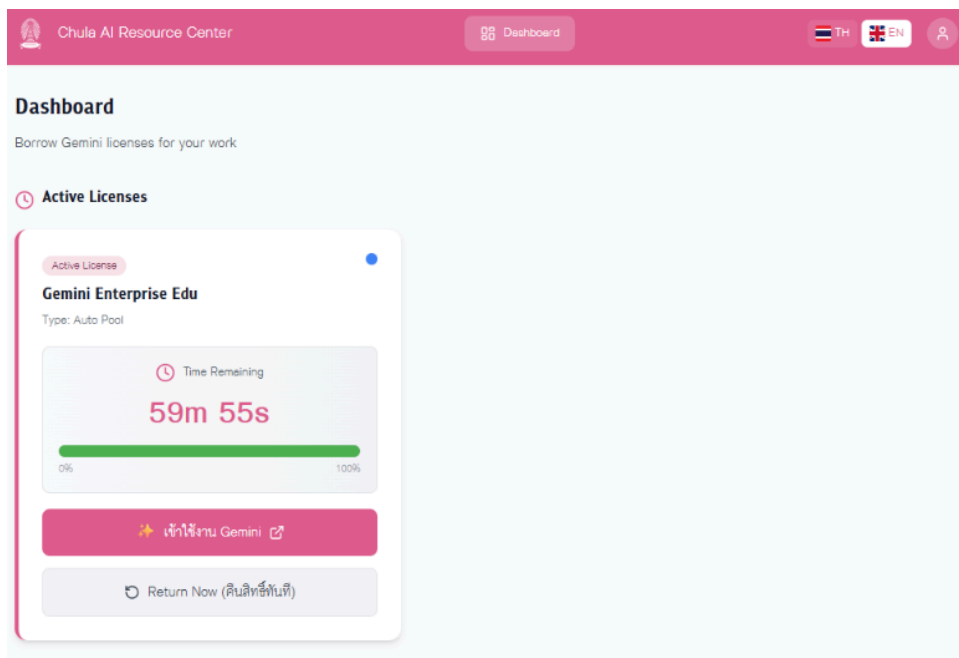 Chula AI Resource Center
Dashboard
TH
EN
Dashboard
Borrow Gemini licenses for your work
Active Licenses
Active License
Gemini Enterprise Edu
Type: Auto Pool
Time Remaining
59m 55s
0%
100%
เข้าใช้งาน Gemini
Return Now (คืนสิทธิ์ทันที)